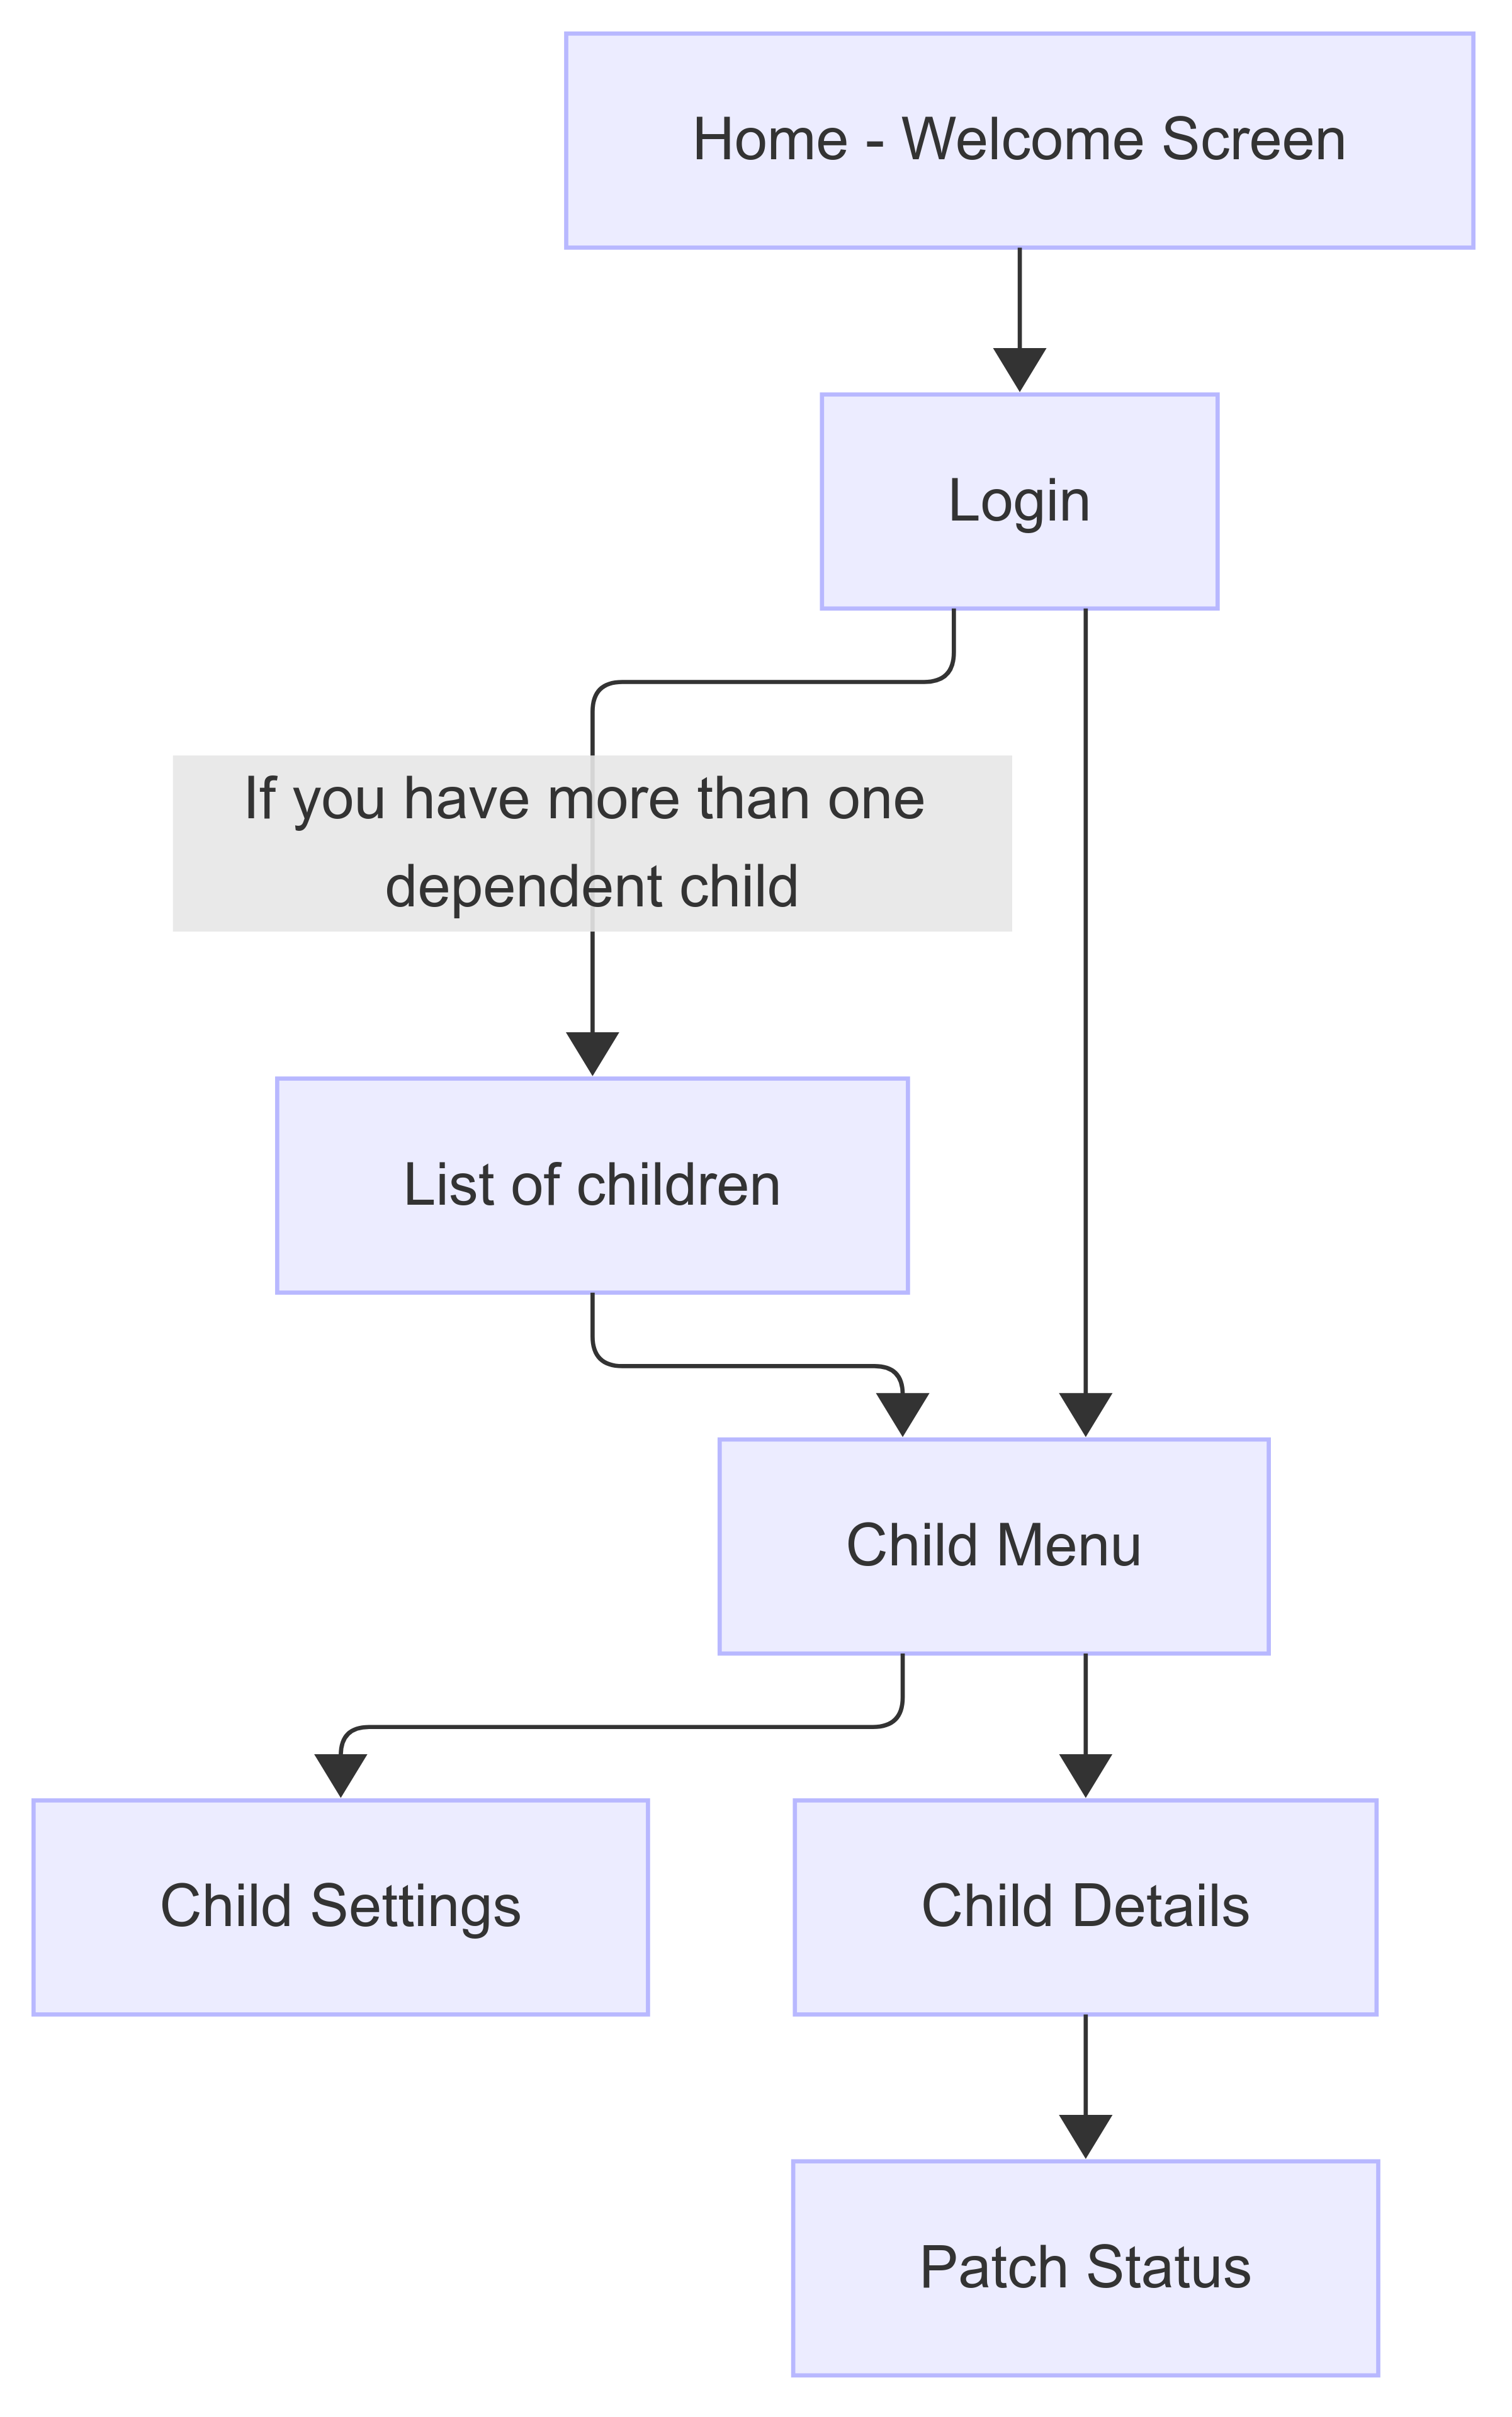 Home - Welcome Screen
Login
If you have more than one
dependent child
List of children
Child Menu
Child Settings
Child Details
Patch Status